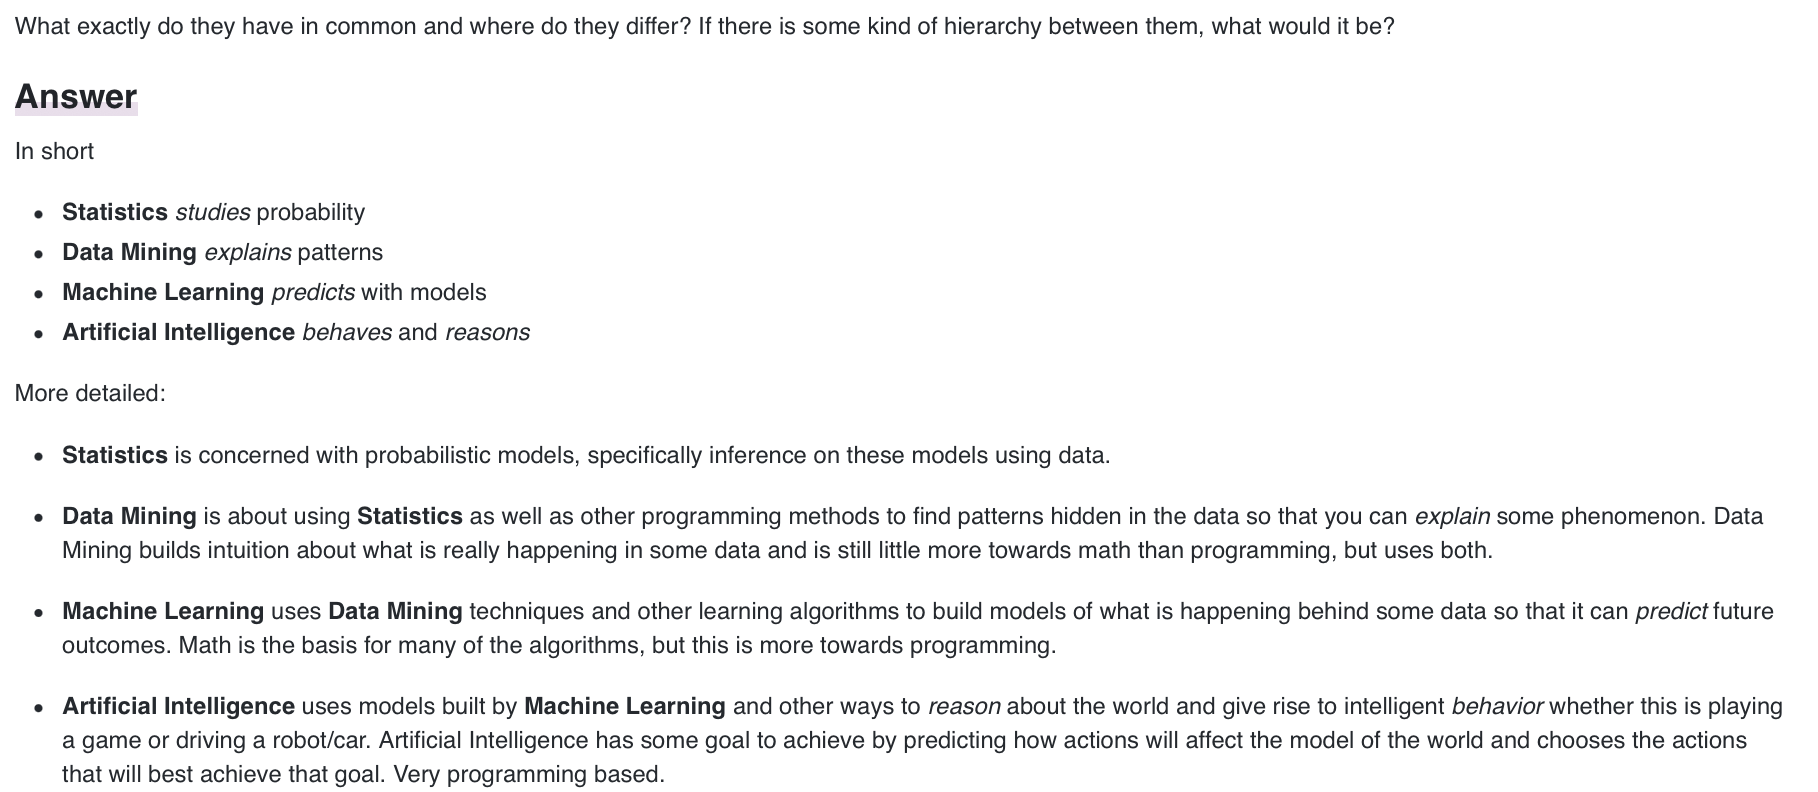 What exactly do they have in common and where do they differ? If there is some kind of hierarchy between them, what would it be?
Answer
In short
• Statistics studies probability
• Data Mining explains patterns
• Machine Learning predicts with models
• Artificial Intelligence behaves and reasons
More detailed:
• Statistics is concerned with probabilistic models, specifically inference on these models using data.
• Data Mining is about using Statistics as well as other programming methods to find patterns hidden in the data so that you can explain some phenomenon. Data
Mining builds intuition about what is really happening in some data and is still little more towards math than programming, but uses both.
• Machine Learning uses Data Mining techniques and other learning algorithms to build models of what is happening behind some data so that it can predict future
outcomes. Math is the basis for many of the algorithms, but this is more towards programming.
• Artificial Intelligence uses models built by Machine Learning and other ways to reason about the world and give rise to intelligent behavior whether this is playing
a game or driving a robot/car. Artificial Intelligence has some goal to achieve by predicting how actions will affect the model of the world and chooses the actions
that will best achieve that goal. Very programming based.